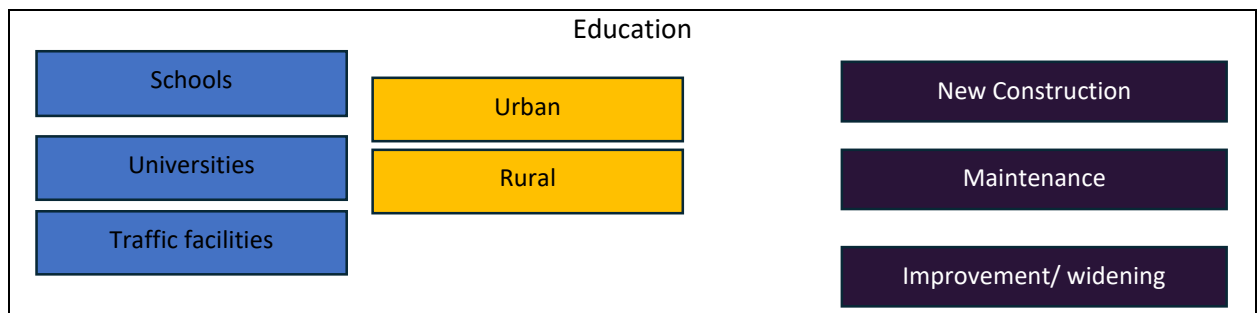 Education
Schools
Universities
Traffic facilities
Urban
Rural
New Construction
Maintenance
Improvement/ widening